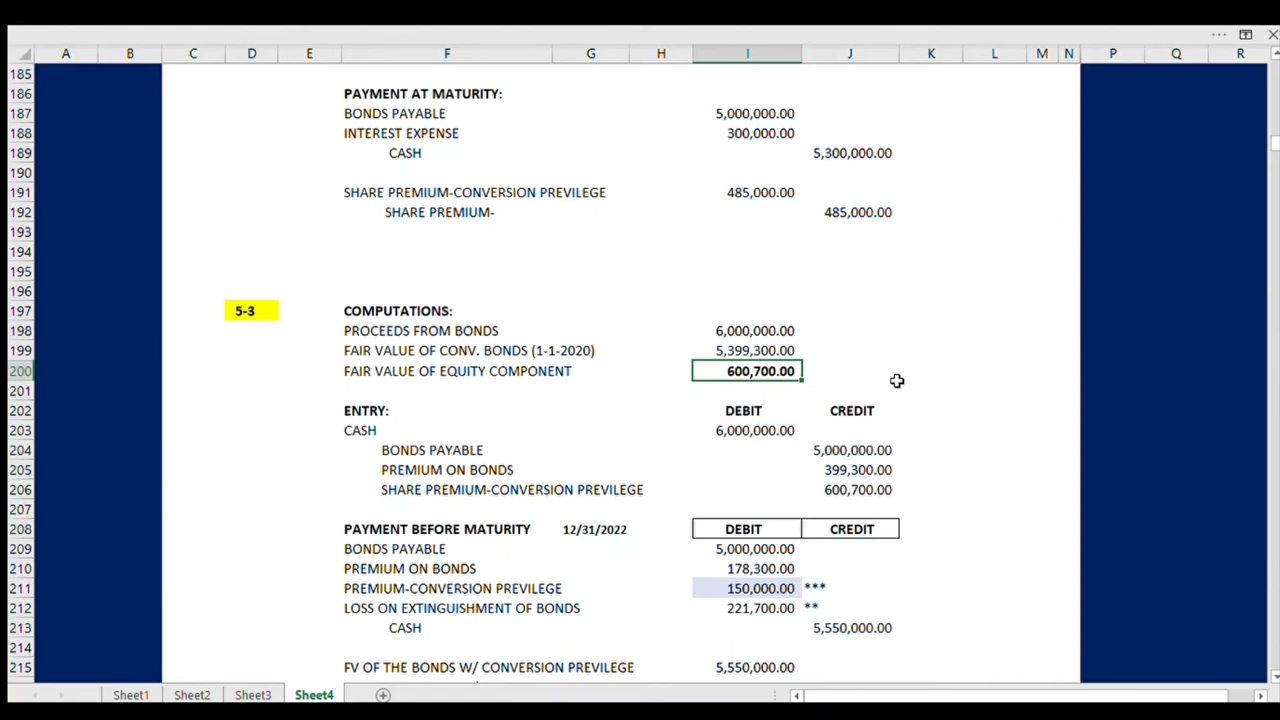 A B C D E F G H I J K L M N P Q R
185
186 PAYMENT AT MATURITY:
187 BONDS PAYABLE 5,000,000.00
188 INTEREST EXPENSE 300,000.00
189 CASH 5,300,000.00
190
191 SHARE PREMIUM-CONVERSION PREVILEGE 485,000.00
192 SHARE PREMIUM- 485,000.00
193
194
195
196
197 5-3 COMPUTATIONS:
198 PROCEEDS FROM BONDS 6,000,000.00
199 FAIR VALUE OF CONV. BONDS (1-1-2020) 5,399,300.00
200 FAIR VALUE OF EQUITY COMPONENT 600,700.00
201
202 ENTRY: DEBIT CREDIT
203 CASH 6,000,000.00
204 BONDS PAYABLE 5,000,000.00
205 PREMIUM ON BONDS 399,300.00
206 SHARE PREMIUM-CONVERSION PREVILEGE 600,700.00
207
208 PAYMENT BEFORE MATURITY 12/31/2022 DEBIT CREDIT
209 BONDS PAYABLE 5,000,000.00
210 PREMIUM ON BONDS 178,300.00
211 PREMIUM-CONVERSION PREVILEGE 150,000.00 ***
212 LOSS ON EXTINGUISHMENT OF BONDS 221,700.00 **
213 CASH 5,550,000.00
214
215 FV OF THE BONDS W/ CONVERSION PREVILEGE 5,550,000.00
Sheet1 Sheet2 Sheet3 Sheet4